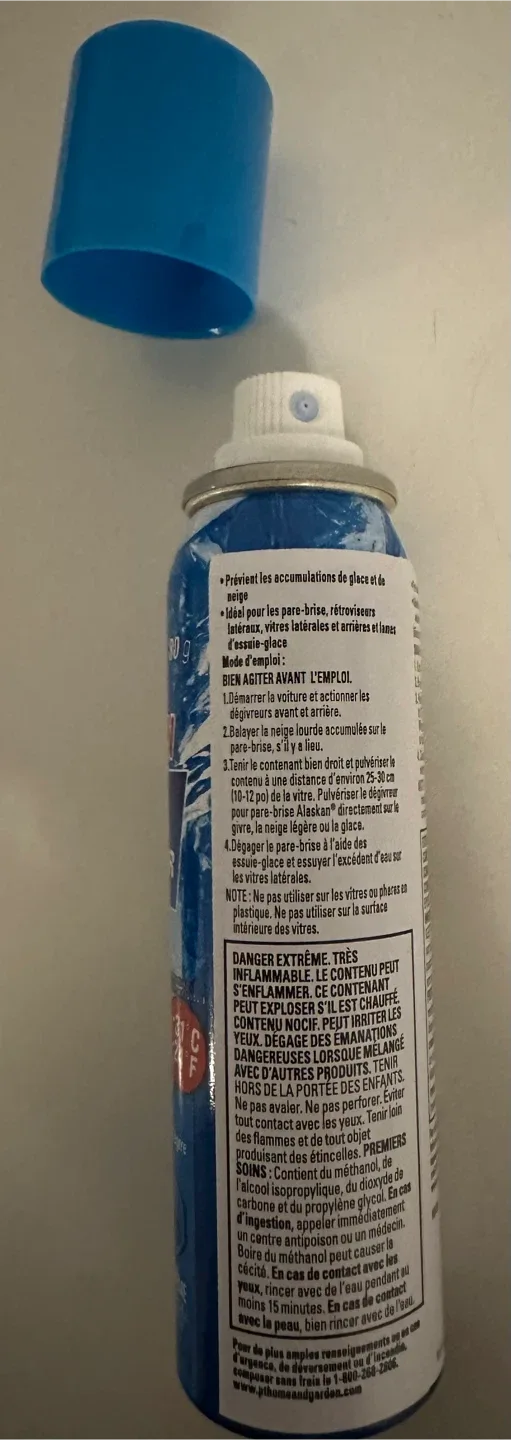 • Prévient les accumulations de glace et de
neige
• Idéal pour les pare-brise, rétroviseurs
latéraux, vitres latérales et arrières et lames
d'essuie-glace
Mode d'emploi :
BIEN AGITER AVANT L'EMPLOI.
1.Démarrer la voiture et actionner les
dégivreurs avant et arrière.
2.Balayer la neige lourde accumulée sur le
pare-brise, s'il y a lieu.
3.Tenir le contenant bien droit et pulvériser le
contenu à une distance d'environ 25-30 cm
(10-12 po) de la vitre. Pulvériser le dégivreur
pour pare-brise Alaskan® directement sur le
givre, la neige légère ou la glace.
4.Dégager le pare-brise à l'aide des
essuie-glace et essuyer l'excédent d'eau sur
les vitres latérales.
NOTE : Ne pas utiliser sur les vitres ou phares en
plastique. Ne pas utiliser sur la surface
intérieure des vitres.
DANGER EXTRÊME. TRÈS
INFLAMMABLE. LE CONTENU PEUT
S'ENFLAMMER. CE CONTENANT
PEUT EXPLOSER S'IL EST CHAUFFÉ.
CONTENU NOCIF. PEUT IRRITER LES
YEUX. DÉGAGE DES ÉMANATIONS
DANGEREUSES LORSQUE MÉLANGÉ
AVEC D'AUTRES PRODUITS. TENIR
HORS DE LA PORTÉE DES ENFANTS.
Ne pas avaler. Ne pas perforer. Éviter
tout contact avec les yeux. Tenir loin
des flammes et de tout objet
produisant des étincelles. PREMIERS
SOINS : Contient du méthanol, de
l'alcool isopropylique, du dioxyde de
carbone et du propylène glycol. En cas
d'ingestion, appeler immédiatement
un centre antipoison ou un médecin.
Boire du méthanol peut causer la
cécité. En cas de contact avec les
yeux, rincer avec de l'eau pendant au
moins 15 minutes. En cas de contact
avec la peau, bien rincer avec de l'eau.
Pour de plus amples renseignements ou en cas
d'urgence, de déversement ou d'incendie,
composer sans frais le 1-800-268-2806.
www.pthomeandgarden.com